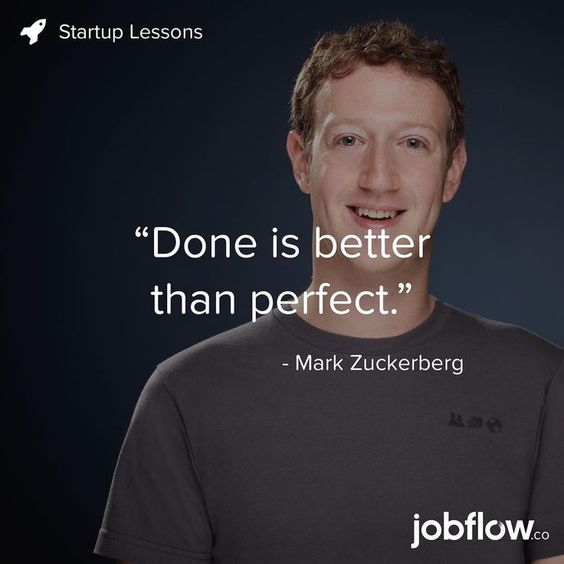 Startup Lessons
“Done is better
than perfect.”
- Mark Zuckerberg
jobflow.co